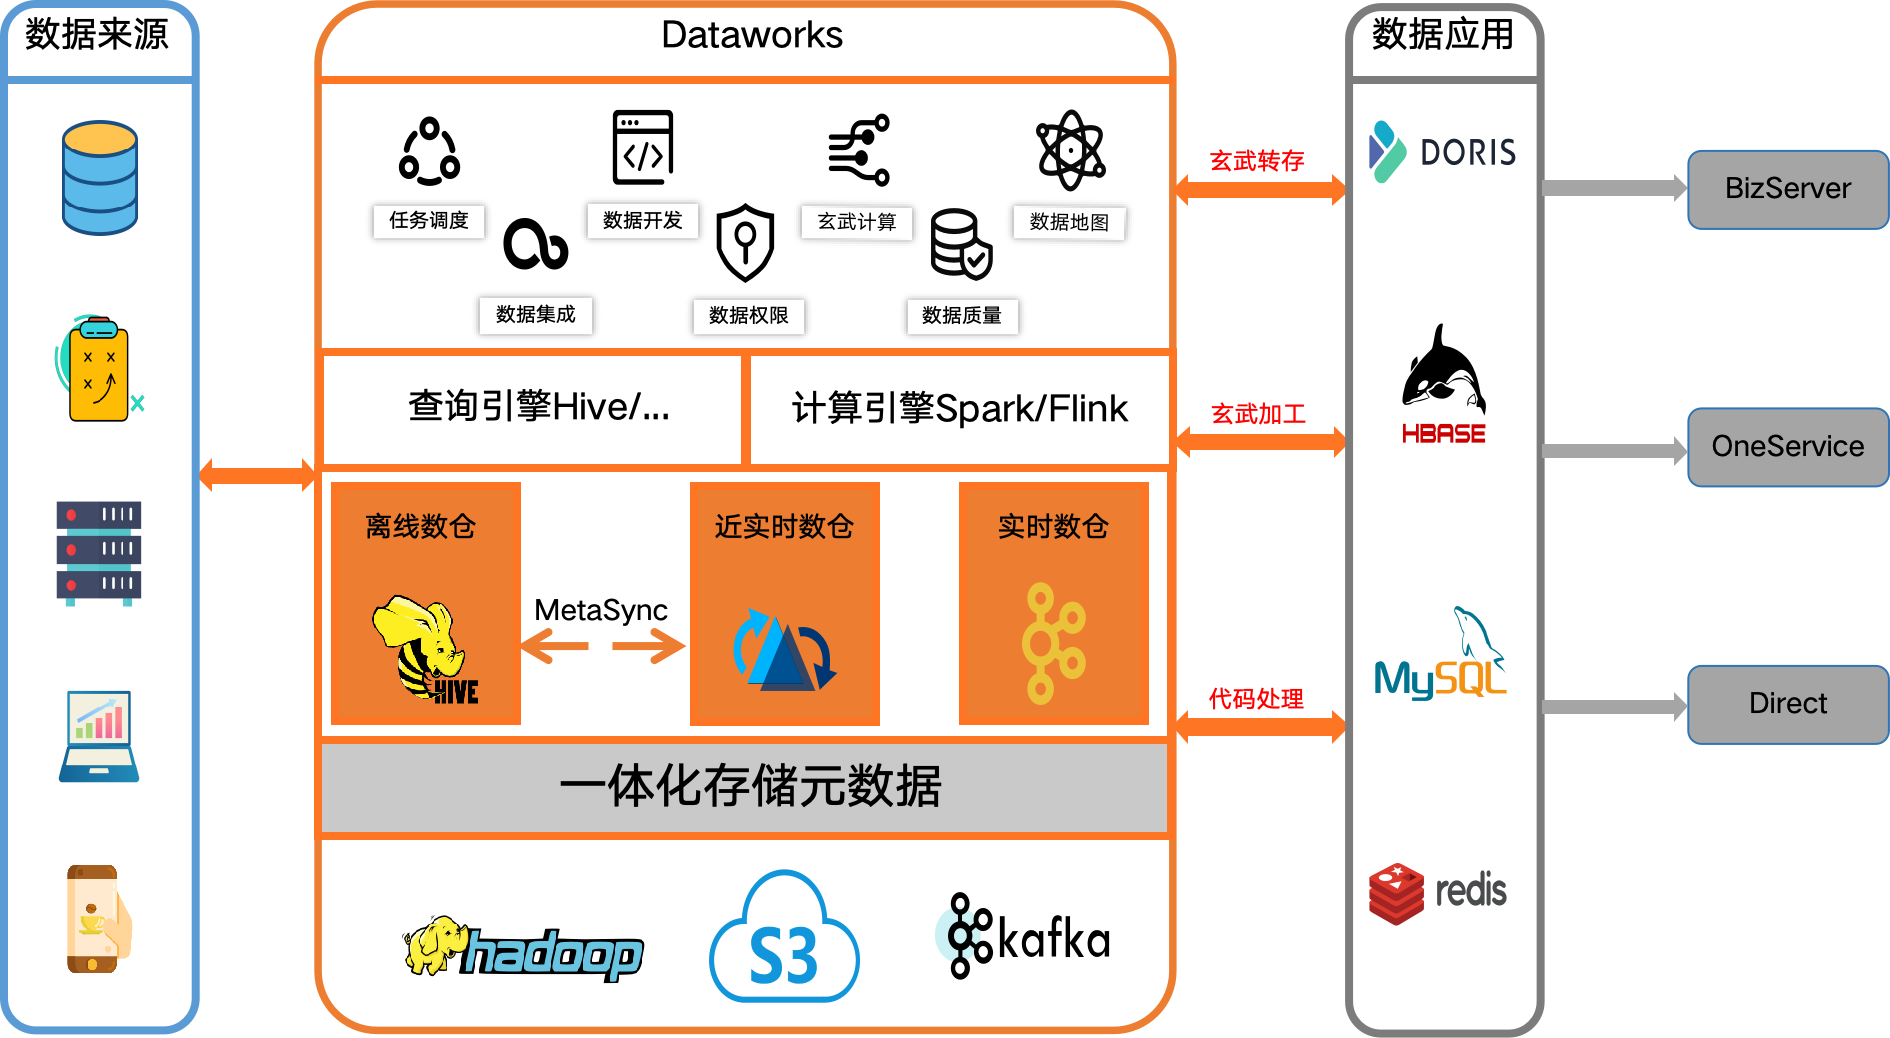 数据来源
Dataworks
数据应用
任务调度
数据开发
玄武计算
数据地图
数据集成
数据权限
数据质量
查询引擎Hive/...
计算引擎Spark/Flink
离线数仓
近实时数仓
实时数仓
MetaSync
HIVE
一体化存储元数据
hadoop
S3
kafka
玄武转存
玄武加工
代码处理
DORIS
HBASE
MySQL
redis
BizServer
OneService
Direct